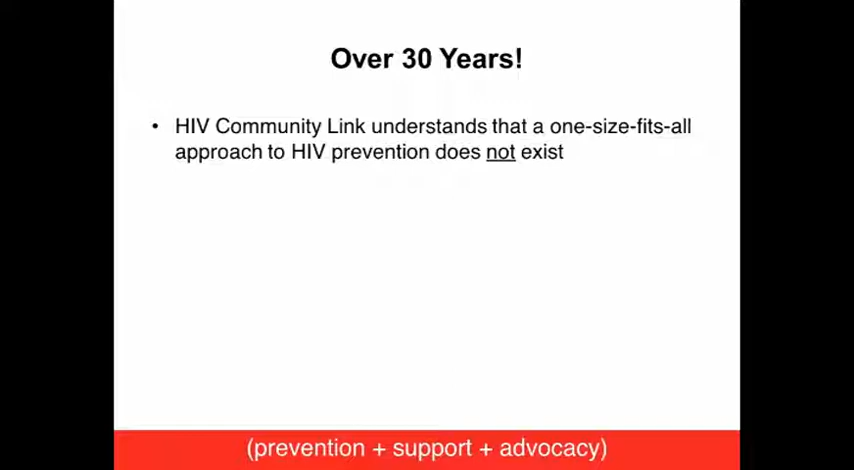 Over 30 Years!
• HIV Community Link understands that a one-size-fits-all
approach to HIV prevention does not exist
(prevention + support + advocacy)